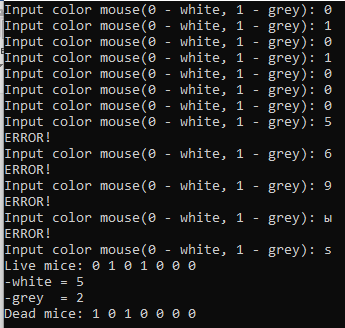 Input color mouse(0 - white, 1 - grey): 0
Input color mouse(0 - white, 1 - grey): 1
Input color mouse(0 - white, 1 - grey): 0
Input color mouse(0 - white, 1 - grey): 1
Input color mouse(0 - white, 1 - grey): 0
Input color mouse(0 - white, 1 - grey): 0
Input color mouse(0 - white, 1 - grey): 0
Input color mouse(0 - white, 1 - grey): 5
ERROR!
Input color mouse(0 - white, 1 - grey): 6
ERROR!
Input color mouse(0 - white, 1 - grey): 9
ERROR!
Input color mouse(0 - white, 1 - grey): ы
ERROR!
Input color mouse(0 - white, 1 - grey): s
Live mice: 0 1 0 1 0 0 0
-white = 5
-grey  = 2
Dead mice: 1 0 1 0 0 0 0